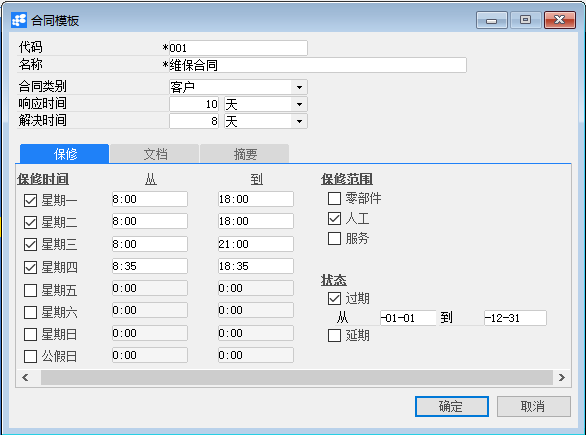 合同模板
代码 *001
名称 *维保合同
合同类别 客户
响应时间 10 天
解决时间 8 天
保修 文档 摘要
保修时间 从 到 保修范围
星期一 8:00 18:00 零部件
星期二 8:00 18:00 人工
星期三 8:00 21:00 服务
星期四 8:35 18:35 状态
星期五 0:00 0:00 过期
星期六 0:00 0:00 从 -01-01 到 -12-31
星期日 0:00 0:00 延期
公假日 0:00 0:00
确定 取消